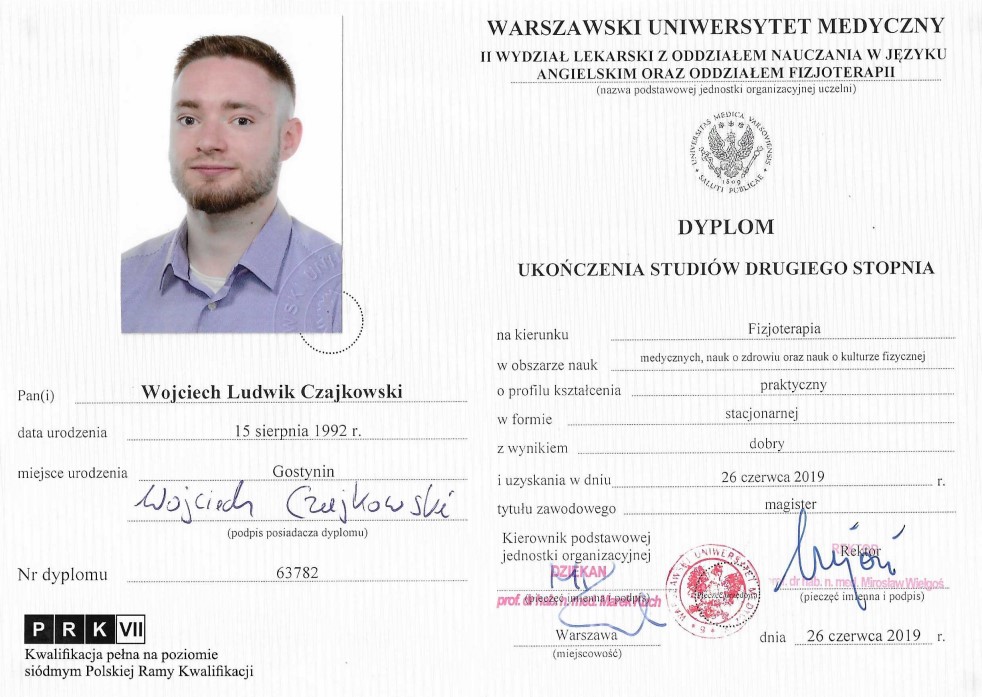 WARSZAWSKI UNIWERSYTET MEDYCZNY
II WYDZIAŁ LEKARSKI Z ODDZIAŁEM NAUCZANIA W JĘZYKU
ANGIELSKIM ORAZ ODDZIAŁEM FIZJOTERAPII
(nazwa podstawowej jednostki organizacyjnej uczelni)
UNIVERSITAS MEDICA VARSOVIENSIS
1809
SALUTI PUBLICAE
DYPLOM
UKOŃCZENIA STUDIÓW DRUGIEGO STOPNIA
Pan(i) Wojciech Ludwik Czajkowski
data urodzenia 15 sierpnia 1992 r.
miejsce urodzenia Gostynin
Wojciech Czajkowski
(podpis posiadacza dyplomu)
Nr dyplomu 63782
PRK VII
Kwalifikacja pełna na poziomie
siódmym Polskiej Ramy Kwalifikacji
na kierunku Fizjoterapia
w obszarze nauk medycznych, nauk o zdrowiu oraz nauk o kulturze fizycznej
o profilu kształcenia praktyczny
w formie stacjonarnej
z wynikiem dobry
i uzyskania w dniu 26 czerwca 2019 r.
tytułu zawodowego magister
Kierownik podstawowej
jednostki organizacyjnej
DZIEKAN
(pieczęć imienna i podpis)
prof. dr hab. n. med. Marek Kuch
Warszawa
(miejscowość)
Rektor
REKTOR
dr hab. n. med. Mirosław Wielgoś
(pieczęć imienna i podpis)
dnia 26 czerwca 2019 r.